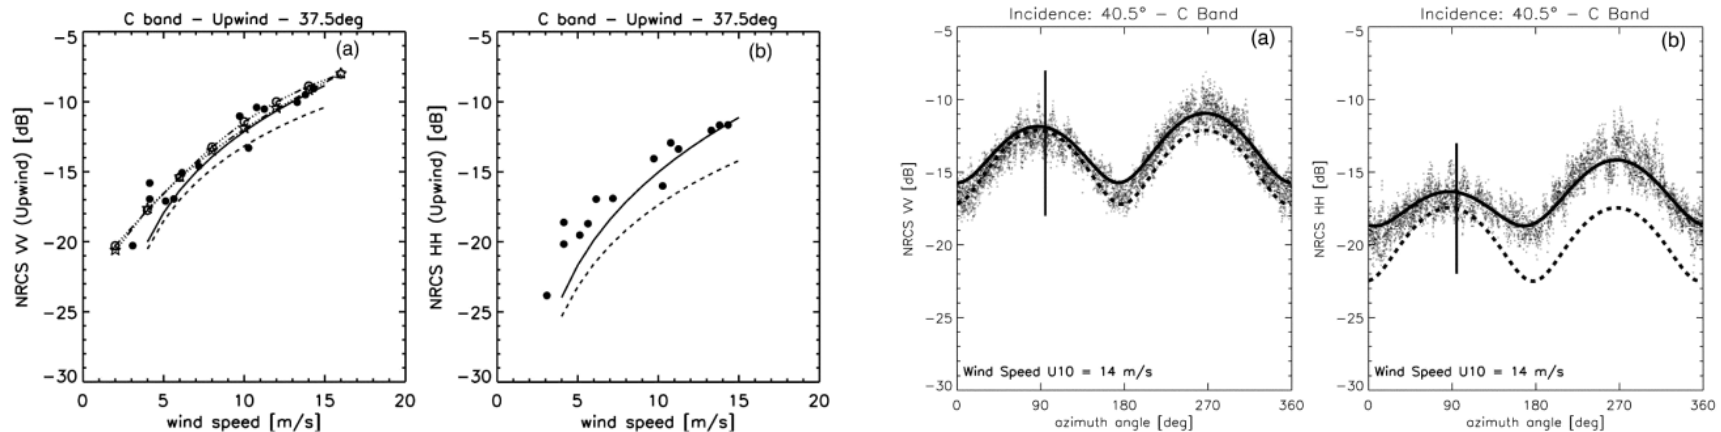 C band – Upwind – 37.5deg
(a)
NRCS VV (Upwind) [dB]
−5
−10
−15
−20
−25
−30
0 5 10 15 20
wind speed [m/s]
C band – Upwind – 37.5deg
(b)
NRCS HH (Upwind) [dB]
−5
−10
−15
−20
−25
−30
0 5 10 15 20
wind speed [m/s]
Incidence: 40.5° – C Band
(a)
NRCS VV [dB]
−5
−10
−15
−20
−25
−30
Wind Speed U10 = 14 m/s
0 90 180 270 360
azimuth angle [deg]
Incidence: 40.5° – C Band
(b)
NRCS HH [dB]
−5
−10
−15
−20
−25
−30
Wind Speed U10 = 14 m/s
0 90 180 270 360
azimuth angle [deg]